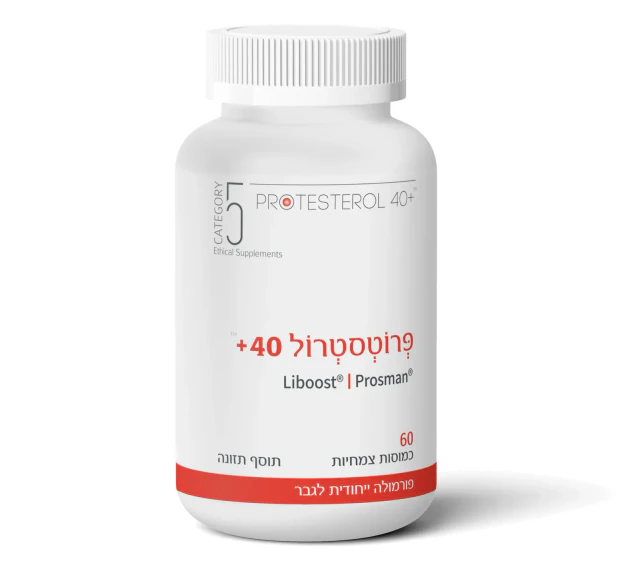 CATEGORY 5
PROTESTEROL 40+
Ethical Supplements
פְּרוֹטֶסטֶרוֹל 40+
Liboost® | Prosman®
60
כמוסות צמחיות תוסף תזונה
פורמולה ייחודית לגבר